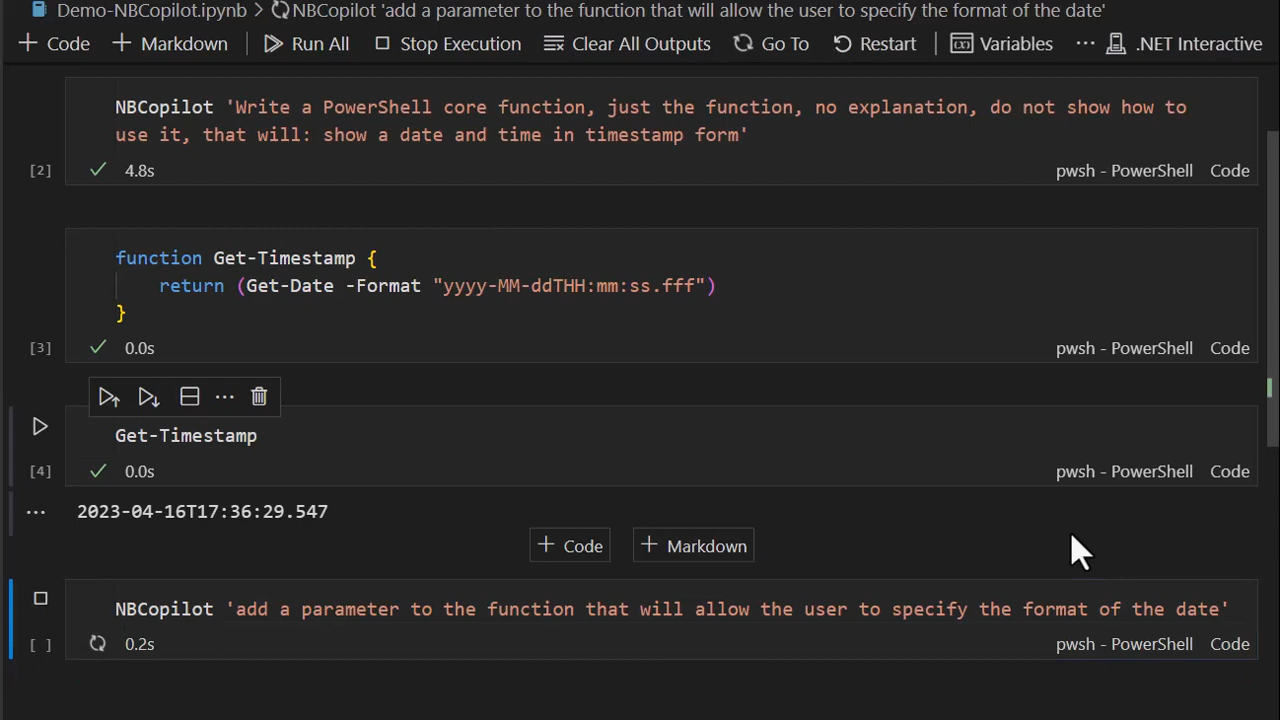 Demo-NBCopilot.ipynb > NBCopilot 'add a parameter to the function that will allow the user to specify the format of the date'
+ Code + Markdown Run All Stop Execution Clear All Outputs Go To Restart Variables ... .NET Interactive
NBCopilot 'Write a PowerShell core function, just the function, no explanation, do not show how to
use it, that will: show a date and time in timestamp form'
[2] 4.8s pwsh - PowerShell Code
function Get-Timestamp {
return (Get-Date -Format "yyyy-MM-ddTHH:mm:ss.fff")
}
[3] 0.0s pwsh - PowerShell Code
...
Get-Timestamp
[4] 0.0s pwsh - PowerShell Code
... 2023-04-16T17:36:29.547
+ Code + Markdown
NBCopilot 'add a parameter to the function that will allow the user to specify the format of the date'
[ ] 0.2s pwsh - PowerShell Code